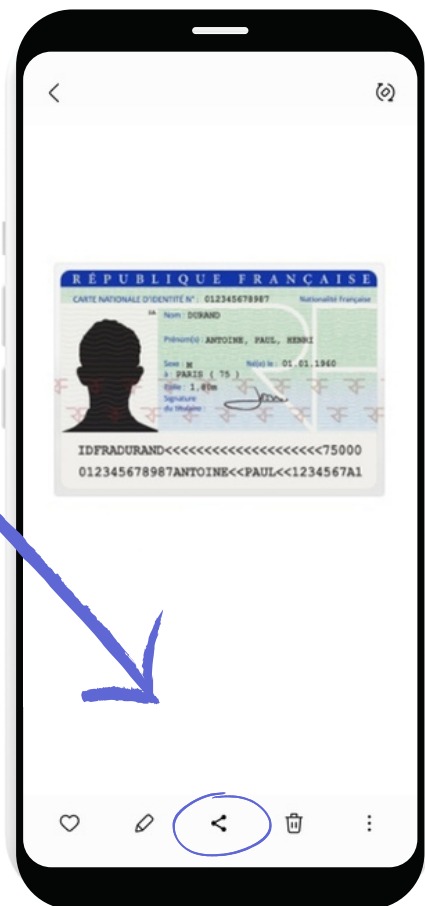 RÉPUBLIQUE FRANÇAISE
CARTE NATIONALE D'IDENTITÉ N° : 012345678987 Nationalité Française
Nom : DURAND
Prénom(s) : ANTOINE, PAUL, HENRI
Sexe : M Né(e) le : 01.01.1960
à : PARIS ( 75 )
Taille : 1,80m
Signature
du titulaire :
IDFRADURAND<<<<<<<<<<<<<<<<<<<<75000
012345678987ANTOINE<<PAUL<<1234567A1